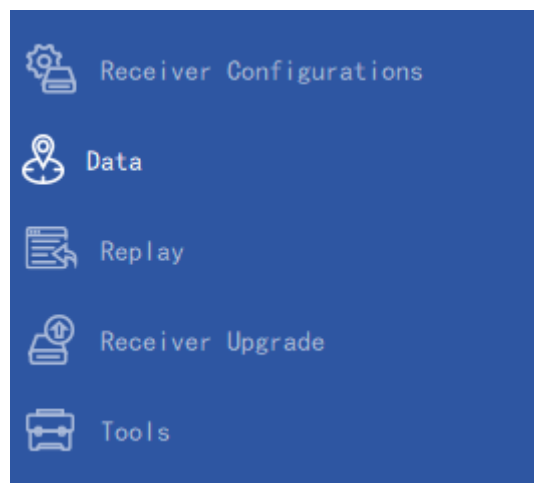 Receiver Configurations
Data
Replay
Receiver Upgrade
Tools